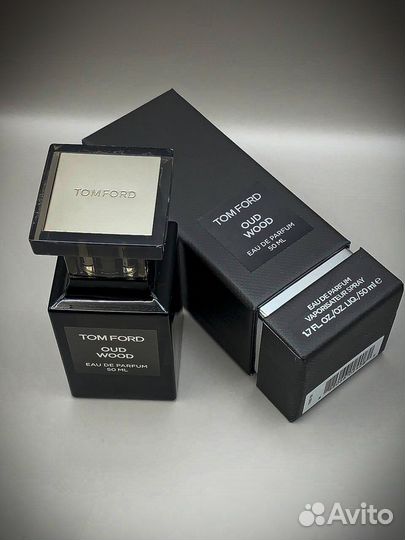 TOM FORD
TOM FORD
OUD
WOOD
EAU DE PARFUM
50 ML
TOM FORD
OUD
WOOD
EAU DE PARFUM
50 ML
EAU DE PARFUM
VAPORISATEUR SPRAY
1.7 FL.OZ./OZ.LIQ./50 ml e
Avito